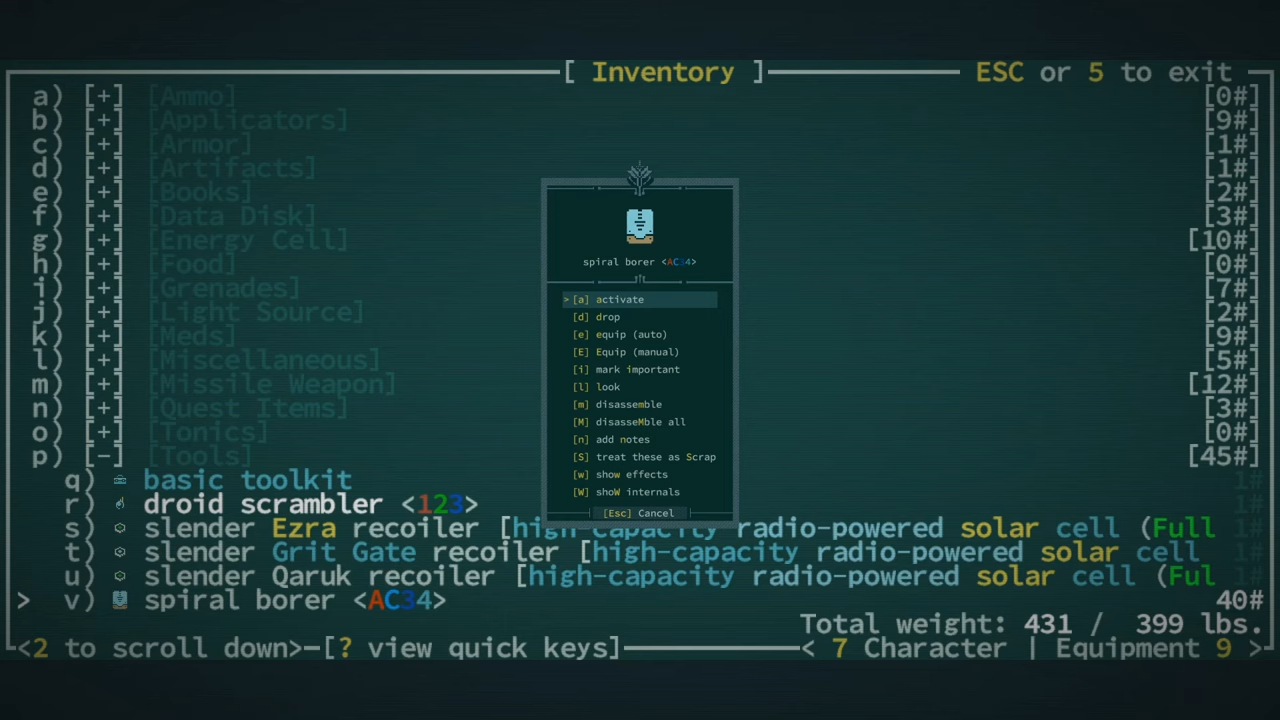 [ Inventory ] ESC or 5 to exit
a) [+] [Ammo] [0#]
b) [+] [Applicators] [9#]
c) [+] [Armor] [1#]
d) [+] [Artifacts] [1#]
e) [+] [Books] [2#]
f) [+] [Data Disk] [3#]
g) [+] [Energy Cell] [10#]
h) [+] [Food] [0#]
i) [+] [Grenades] [7#]
j) [+] [Light Source] [2#]
k) [+] [Meds] [9#]
l) [+] [Miscellaneous] [5#]
m) [+] [Missile Weapon] [12#]
n) [+] [Quest Items] [3#]
o) [+] [Tonics] [0#]
p) [-] [Tools] [45#]
q) basic toolkit 1#
r) droid scrambler <123> 1#
s) slender Ezra recoiler [high-capacity radio-powered solar cell (Full 1#
t) slender Grit Gate recoiler [high-capacity radio-powered solar cell 1#
u) slender Qaruk recoiler [high-capacity radio-powered solar cell (Ful 1#
> v) spiral borer <AC34> 40#
Total weight: 431 / 399 lbs.
<2 to scroll down> [? view quick keys] < 7 Character | Equipment 9 >
spiral borer <AC34>
> [a] activate
[d] drop
[e] equip (auto)
[E] Equip (manual)
[i] mark important
[l] look
[m] disassemble
[M] disasseMble all
[n] add notes
[S] treat these as Scrap
[w] show effects
[W] shoW internals
[Esc] Cancel